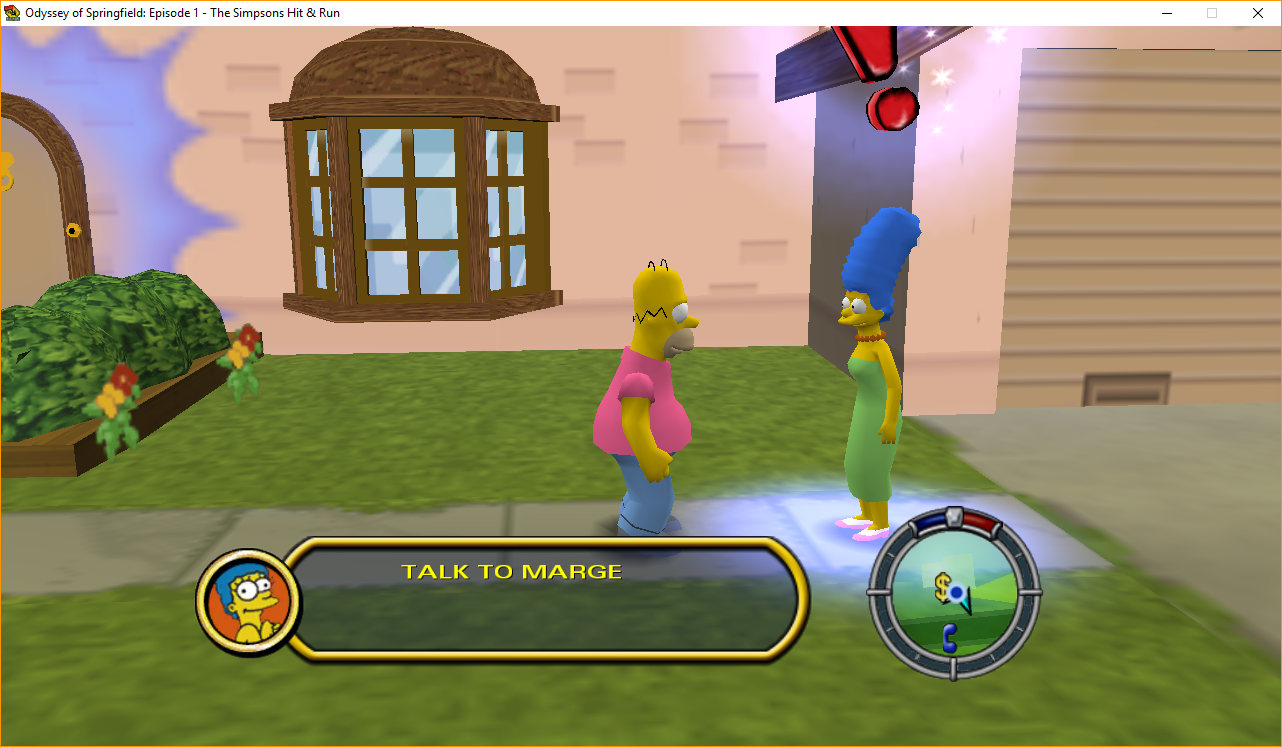 Odyssey of Springfield: Episode 1 - The Simpsons Hit & Run
TALK TO MARGE
$